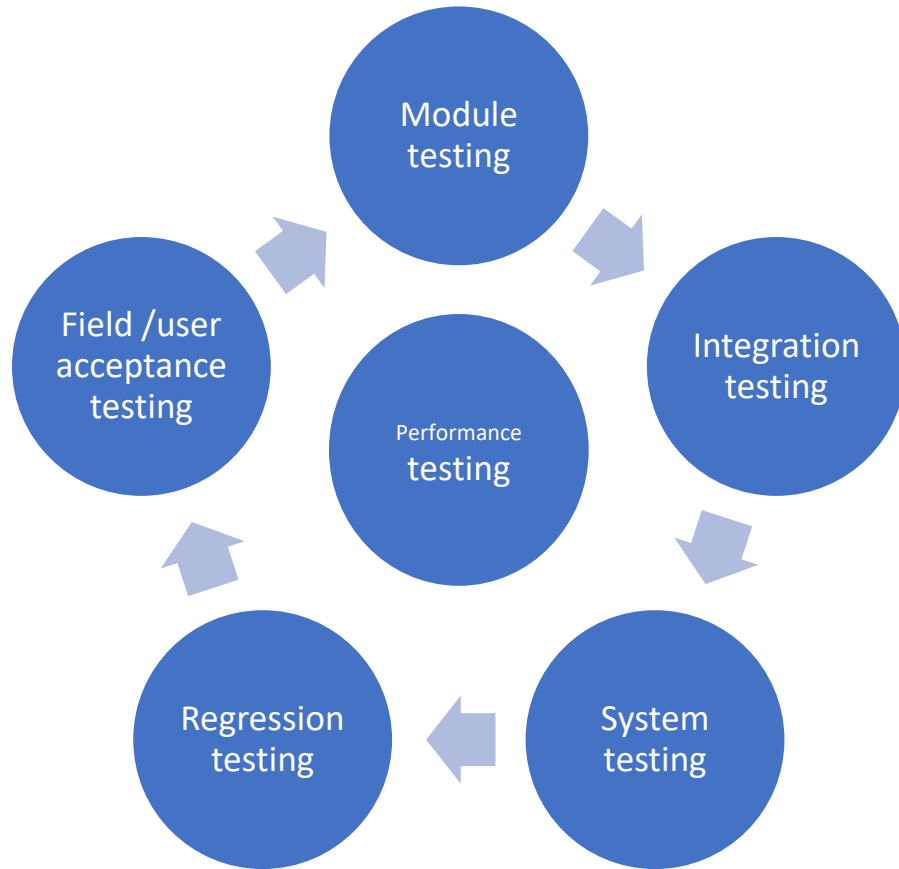 Module
testing
Integration
testing
System
testing
Regression
testing
Field /user
acceptance
testing
Performance
testing